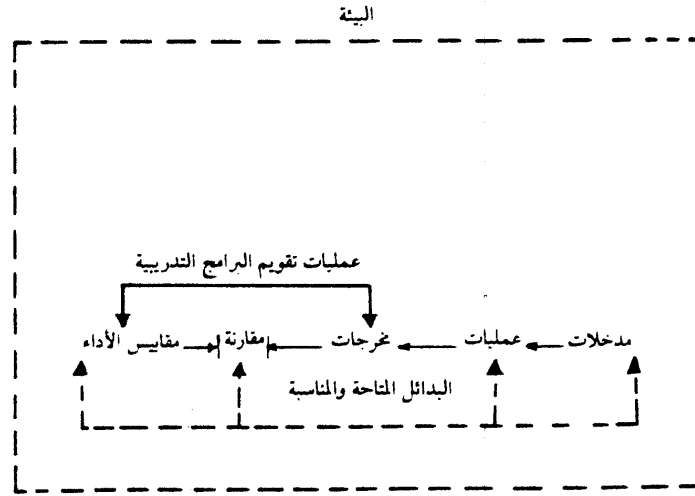 البيئة
عمليات تقويم البرامج التدريبية
مدخلات عمليات مخرجات مقارنة مقاييس الأداء
البدائل المتاحة والمناسبة